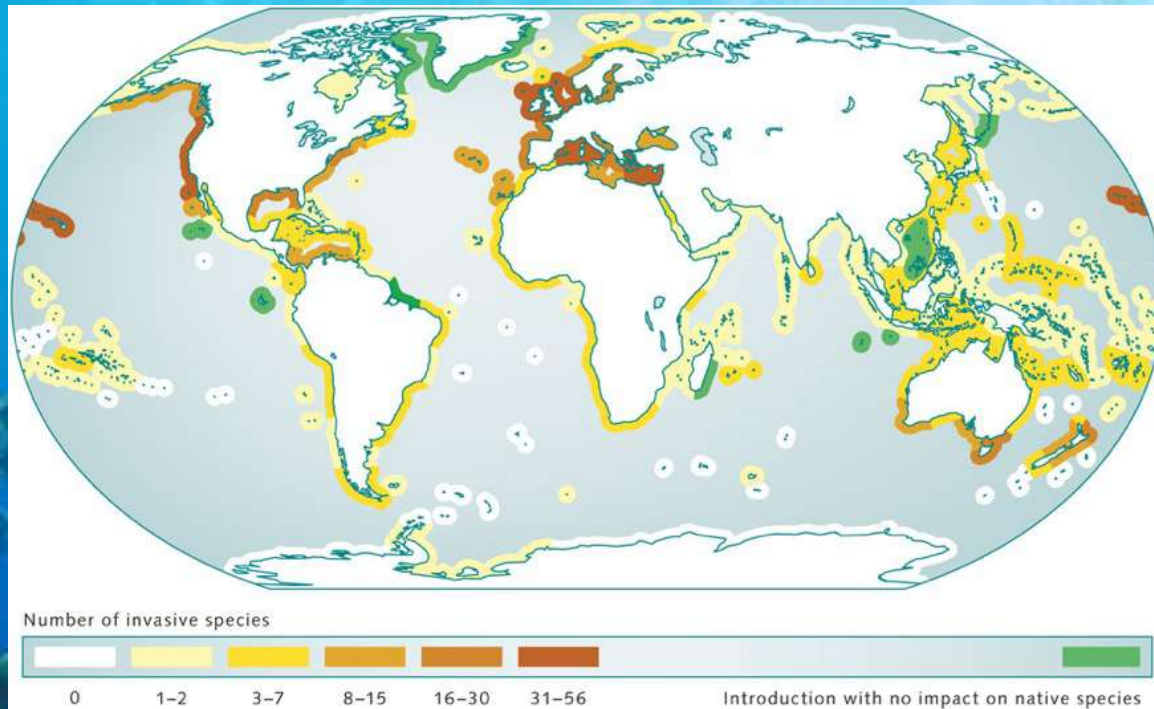 Number of invasive species
0 1–2 3–7 8–15 16–30 31–56 Introduction with no impact on native species